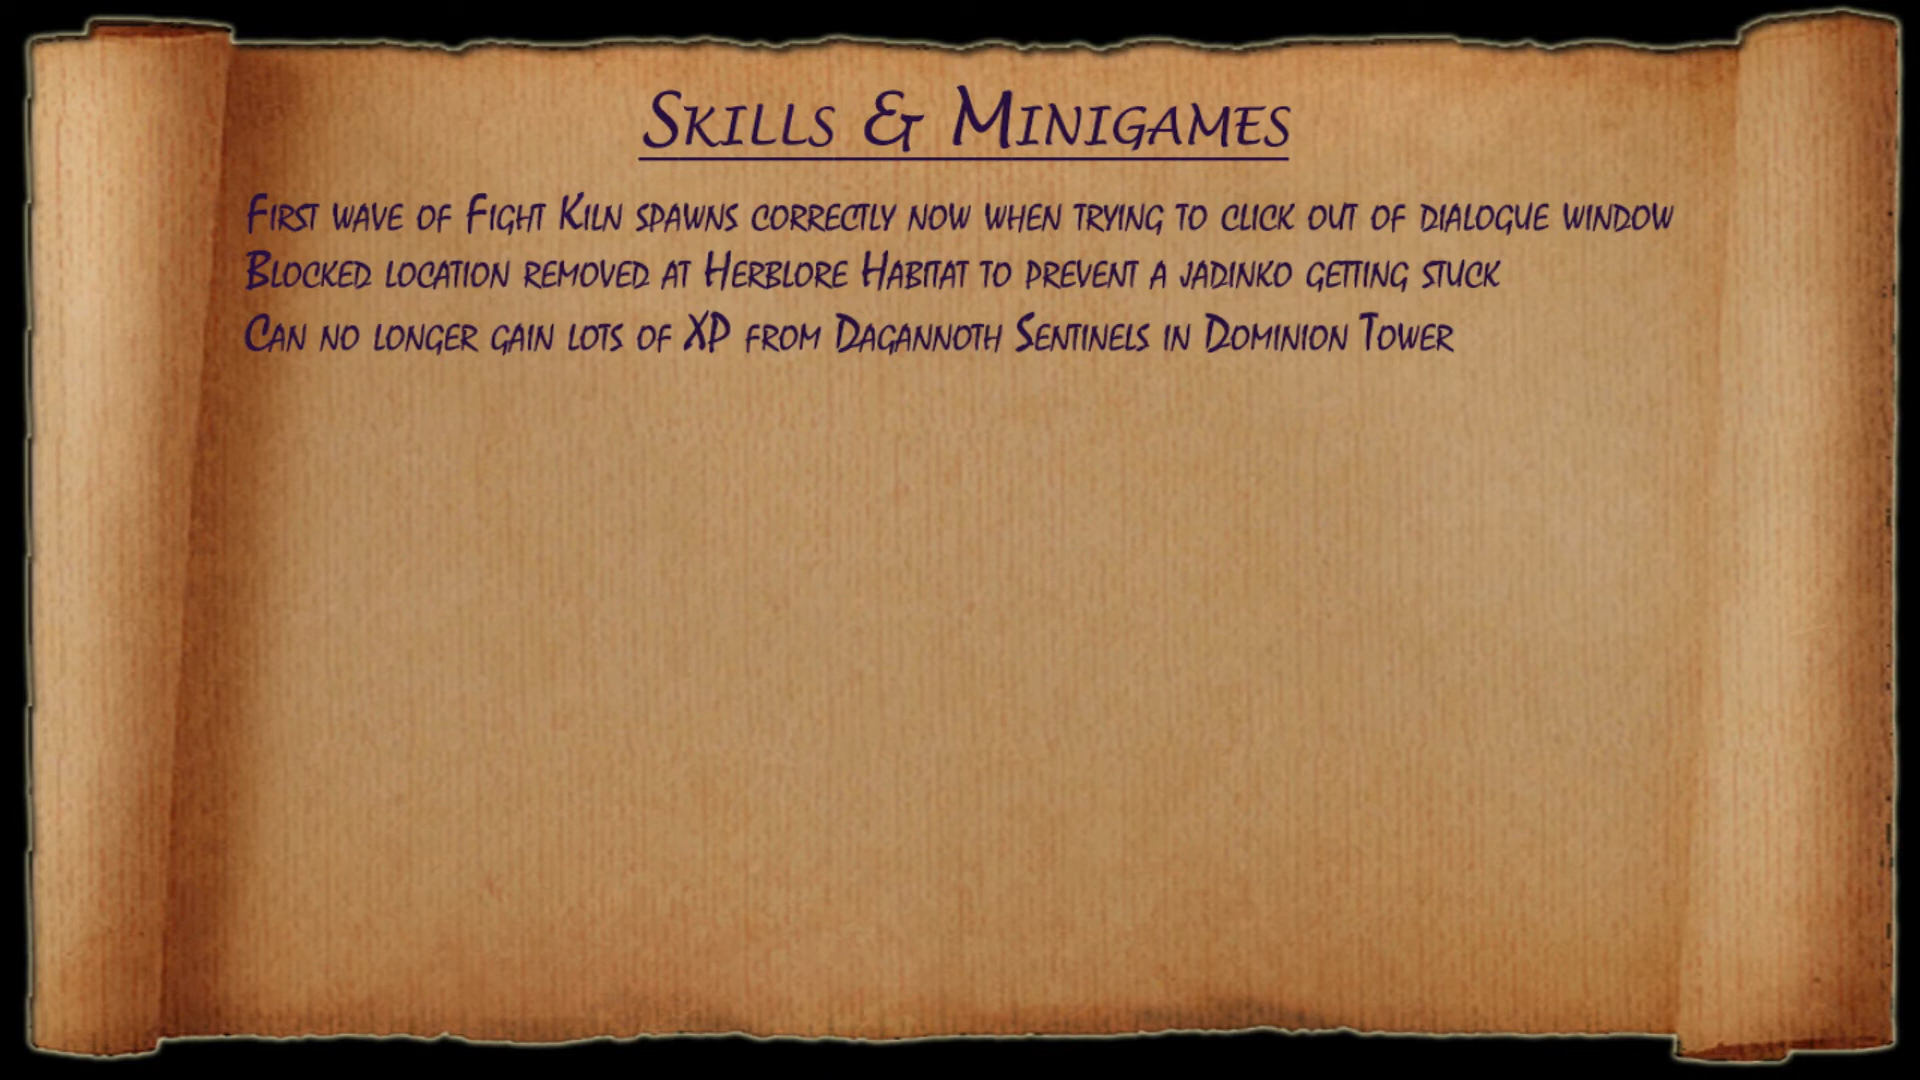 Skills & Minigames
First wave of Fight Kiln spawns correctly now when trying to click out of dialogue window
Blocked location removed at Herblore Habitat to prevent a jadinko getting stuck
Can no longer gain lots of XP from Dagannoth Sentinels in Dominion Tower